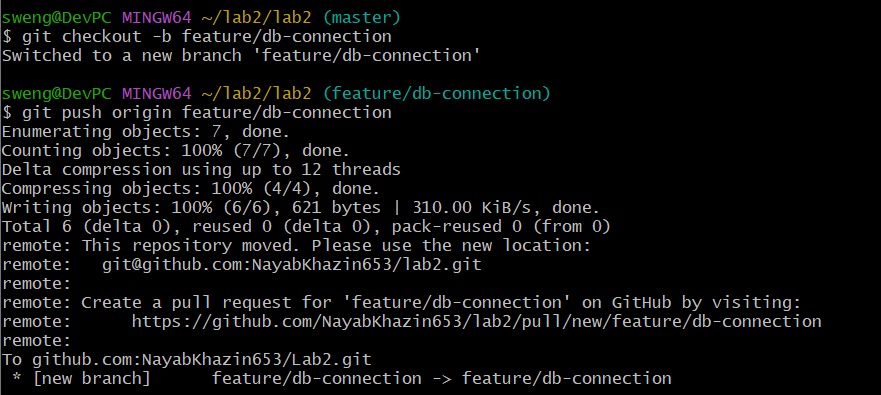 sweng@DevPC MINGW64 ~/lab2/lab2 (master)
$ git checkout -b feature/db-connection
Switched to a new branch 'feature/db-connection'

sweng@DevPC MINGW64 ~/lab2/lab2 (feature/db-connection)
$ git push origin feature/db-connection
Enumerating objects: 7, done.
Counting objects: 100% (7/7), done.
Delta compression using up to 12 threads
Compressing objects: 100% (4/4), done.
Writing objects: 100% (6/6), 621 bytes | 310.00 KiB/s, done.
Total 6 (delta 0), reused 0 (delta 0), pack-reused 0 (from 0)
remote: This repository moved. Please use the new location:
remote:   git@github.com:NayabKhazin653/lab2.git
remote:
remote: Create a pull request for 'feature/db-connection' on GitHub by visiting:
remote:      https://github.com/NayabKhazin653/lab2/pull/new/feature/db-connection
remote:
To github.com:NayabKhazin653/Lab2.git
 * [new branch]      feature/db-connection -> feature/db-connection